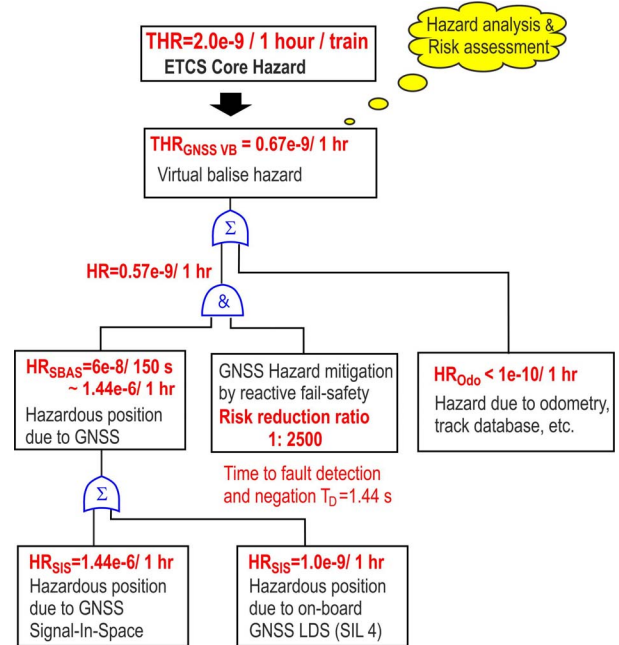 Hazard analysis &
Risk assessment
THR=2.0e-9 / 1 hour / train
ETCS Core Hazard
THRGNSS VB = 0.67e-9/ 1 hr
Virtual balise hazard
Σ
HR=0.57e-9/ 1 hr
&
HRSBAS=6e-8/ 150 s
~ 1.44e-6/ 1 hr
Hazardous position
due to GNSS
GNSS Hazard mitigation
by reactive fail-safety
Risk reduction ratio
1: 2500
HROdo < 1e-10/ 1 hr
Hazard due to odometry,
track database, etc.
Time to fault detection
and negation TD=1.44 s
Σ
HRSIS=1.44e-6/ 1 hr
Hazardous position
due to GNSS
Signal-In-Space
HRSIS=1.0e-9/ 1 hr
Hazardous position
due to on-board
GNSS LDS (SIL 4)